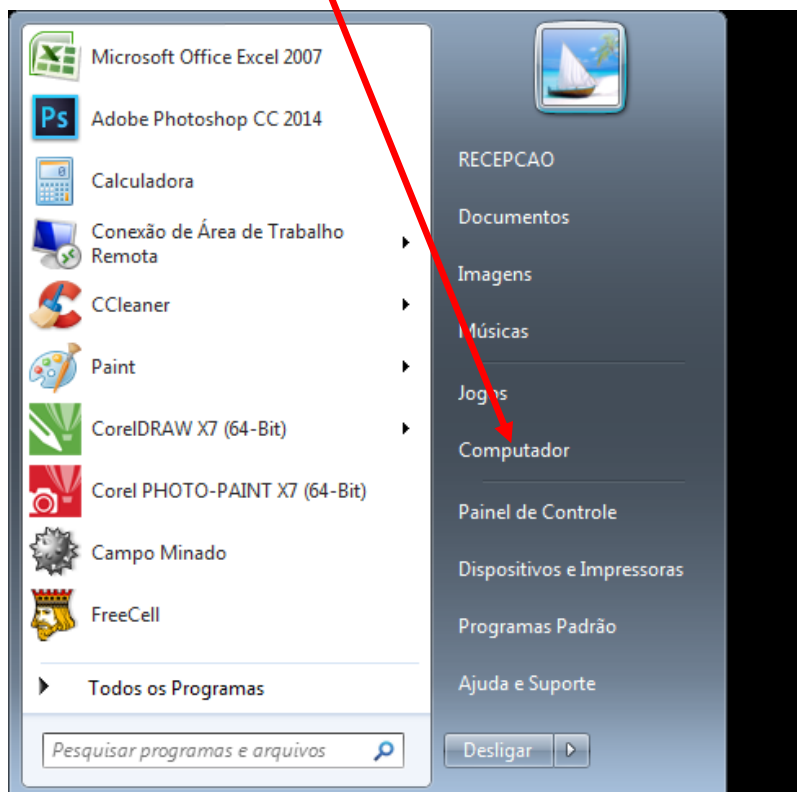 Microsoft Office Excel 2007
Ps
Adobe Photoshop CC 2014
0
Calculadora
Conexão de Área de Trabalho
Remota
CCleaner
Paint
CorelDRAW X7 (64-Bit)
Corel PHOTO-PAINT X7 (64-Bit)
Campo Minado
FreeCell
Todos os Programas
Pesquisar programas e arquivos
RECEPCAO
Documentos
Imagens
Músicas
Jogos
Computador
Painel de Controle
Dispositivos e Impressoras
Programas Padrão
Ajuda e Suporte
Desligar